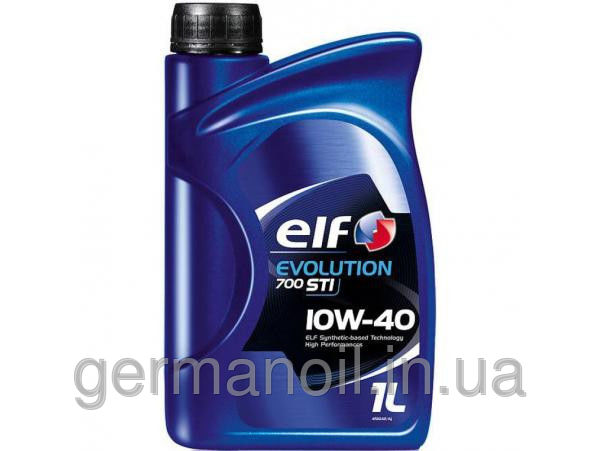 elf
EVOLUTION
700 STI
10W-40
ELF Synthetic-based Technology
High Performances
germanoil.in.ua
1L